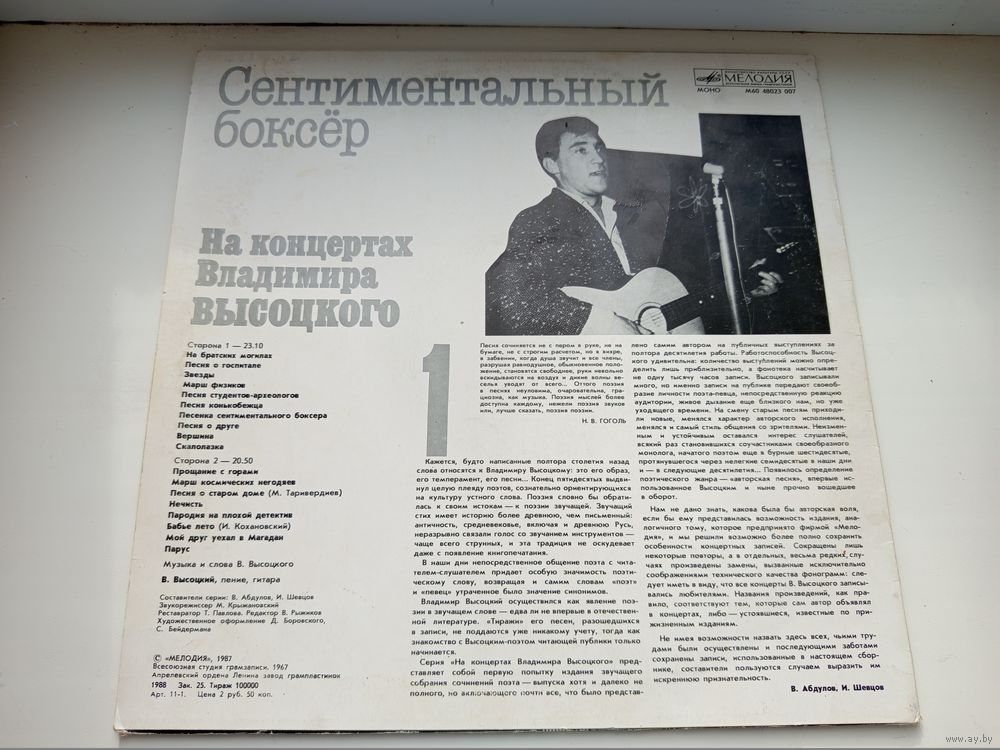 Сентиментальный
боксёр
МЕЛОДИЯ
МОНО М60 48023 007
На концертах
Владимира
Высоцкого
Сторона 1 — 23.10
На братских могилах
Песня о госпитале
Звезды
Марш физиков
Песня студентов-археологов
Песня конькобежца
Песенка сентиментального боксера
Песня о друге
Вершина
Скалолазка
Сторона 2 — 20.50
Прощание с горами
Марш космических негодяев
Песня о старом доме (М. Таривердиев)
Нечисть
Пародия на плохой детектив
Бабье лето (И. Кохановский)
Мой друг уехал в Магадан
Парус
Музыка и слова В. Высоцкого
В. Высоцкий, пение, гитара
Составители серии: В. Абдулов, И. Шевцов
Звукорежиссер М. Крыжановский
Реставратор Т. Павлова. Редактор В. Рыжиков
Художественное оформление Д. Боровского,
С. Бейдермана
© «МЕЛОДИЯ», 1987
Всесоюзная студия грамзаписи, 1967
Апрелевский ордена Ленина завод грампластинок
1988 Зак. 25. Тираж 100000
Арт. 11-1. Цена 2 руб. 50 коп.
1
Песня сочиняется не с пером в руке, не на
бумаге, не с строгим расчетом, но в вихре,
в забвении, когда душа звучит и все члены,
разрушая равнодушное, обыкновенное поло-
жение, становятся свободнее, руки невольно
вскидываются на воздух и дикие волны ве-
селья уводят от всего... Оттого поэзия
в песнях неуловима, очаровательна, гра-
циозна, как музыка. Поэзия мыслей более
доступна каждому, нежели поэзия звуков
или, лучше сказать, поэзия поэзии.
Н. В. ГОГОЛЬ
Кажется, будто написанные полтора столетия назад
слова относятся к Владимиру Высоцкому: это его образ,
его темперамент, его песни... Конец пятидесятых выдви-
нул целую плеяду поэтов, сознательно ориентирующихся
на культуру устного слова. Поэзия словно бы обрати-
лась к своим истокам — к поэзии звучащей. Звучащий
стих имеет историю более древнюю, чем письменный:
античность, средневековье, включая и древнюю Русь,
неразрывно связали голос со звучанием инструментов —
чаще всего струнных, и эта традиция не оскудевает
даже с появления книгопечатания.
В наши дни непосредственное общение поэта с чита-
телем-слушателем придает особую значимость поэти-
ческому слову, возвращая и самим словам «поэт»
и «певец» утраченное было значение синонимов.
Владимир Высоцкий осуществился как явление поэ-
зии в звучащем слове — едва ли не впервые в отечествен-
ной литературе. «Тиражи» его песен, разошедшихся
в записи, не поддаются уже никакому учету, тогда как
знакомство с Высоцким-поэтом читающей публики только
начинается.
Серия «На концертах Владимира Высоцкого» пред-
ставляет собой первую попытку издания звучащего
собрания сочинений поэта — выпуска хотя и далеко не
полного, но включающего почти все, что было представ-
лено самим автором на публичных выступлениях за
полтора десятилетия работы. Работоспособность Высоц-
кого удивительна: количество выступлений можно опре-
делить лишь приблизительно, а фонотека насчитывает
не одну тысячу часов записи. Высоцкого записывали
много, но именно записи на публике передают своеоб-
разие личности поэта-певца, непосредственную реакцию
аудитории, живое дыхание еще близкого нам, но уже
уходящего времени. На смену старым песням приходи-
ли новые, менялся характер авторского исполнения,
менялся и самый стиль общения со зрителями. Неизмен-
ным и устойчивым оставался интерес слушателей,
всякий раз становившихся соучастниками своеобразного
монолога, начатого поэтом еще в бурные шестидесятые,
протянувшегося через нелегкие семидесятые в наши дни
и — в следующие десятилетия... Появилось определение
поэтического жанра — «авторская песня», впервые ис-
пользованное Высоцким и ныне прочно вошедшее
в оборот.
Нам не дано знать, какова была бы авторская воля,
если бы ему представилась возможность издания, ана-
логичного тому, которое предпринято фирмой «Мело-
дия», и мы решили возможно более полно сохранить
особенности концертных записей. Сокращены лишь
некоторые повторы, а в отдельных, весьма редких, слу-
чаях произведены замены, вызванные исключительно
соображениями технического качества фонограмм: сле-
дует иметь в виду, что все концерты В. Высоцкого записы-
вались любителями. Названия произведений, как пра-
вило, соответствуют тем, которые сам автор объявлял
в концертах, либо — устоявшиеся, известные по при-
жизненным изданиям.
Не имея возможности назвать здесь всех, чьими тру-
дами были осуществлены и последующими заботами
сохранены записи, использованные в настоящем сбор-
нике, составители пользуются случаем выразить им
искреннюю признательность.
В. Абдулов, И. Шевцов
www.ay.by